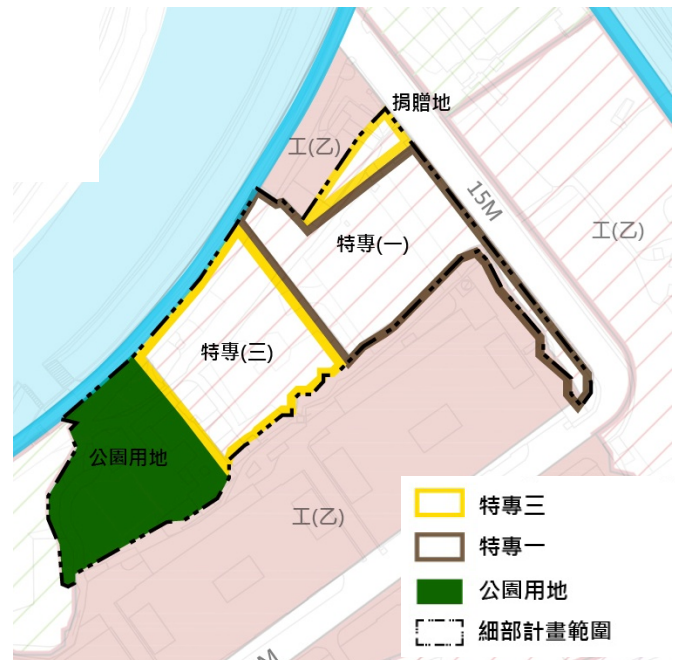 捐贈地
工(乙)
15M
工(乙)
特專(一)
特專(三)
公園用地
工(乙)
特專三
特專一
公園用地
細部計畫範圍
M